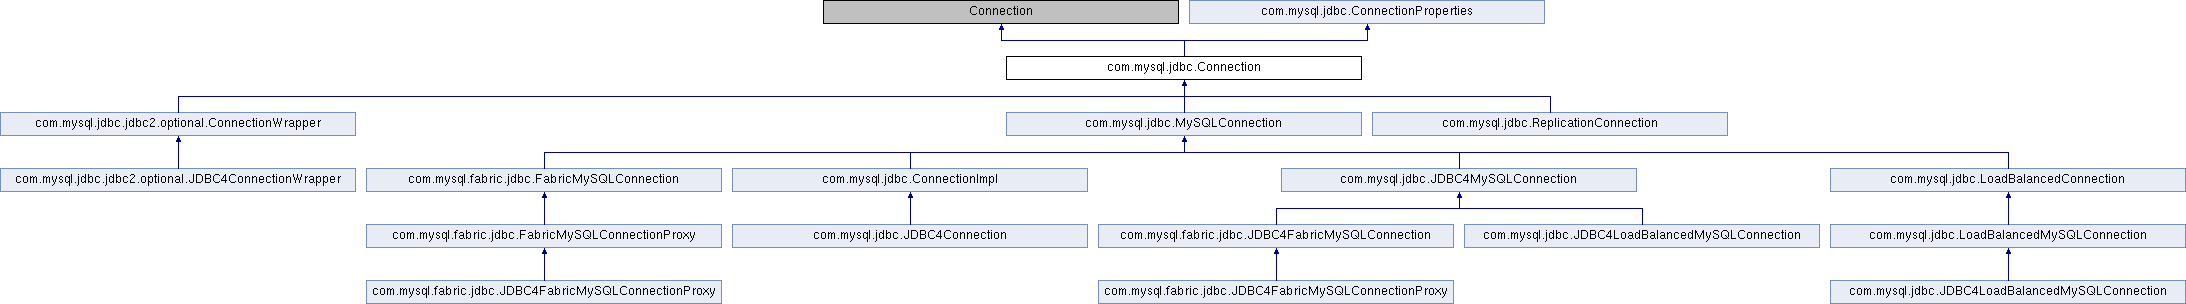 Connection
com.mysql.jdbc.ConnectionProperties
com.mysql.jdbc.Connection
com.mysql.jdbc.jdbc2.optional.ConnectionWrapper
com.mysql.jdbc.MySQLConnection
com.mysql.jdbc.ReplicationConnection
com.mysql.jdbc.jdbc2.optional.JDBC4ConnectionWrapper
com.mysql.fabric.jdbc.FabricMySQLConnection
com.mysql.jdbc.ConnectionImpl
com.mysql.jdbc.JDBC4MySQLConnection
com.mysql.jdbc.LoadBalancedConnection
com.mysql.fabric.jdbc.FabricMySQLConnectionProxy
com.mysql.jdbc.JDBC4Connection
com.mysql.fabric.jdbc.JDBC4FabricMySQLConnection
com.mysql.jdbc.JDBC4LoadBalancedMySQLConnection
com.mysql.jdbc.LoadBalancedMySQLConnection
com.mysql.fabric.jdbc.JDBC4FabricMySQLConnectionProxy
com.mysql.fabric.jdbc.JDBC4FabricMySQLConnectionProxy
com.mysql.jdbc.JDBC4LoadBalancedMySQLConnection